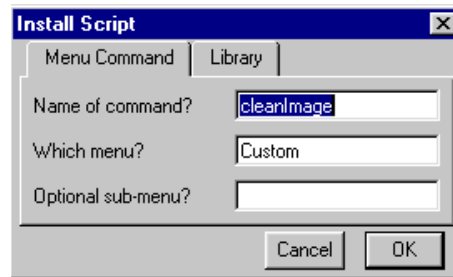 Install Script
Menu Command Library
Name of command? cleanImage
Which menu? Custom
Optional sub-menu?
Cancel OK